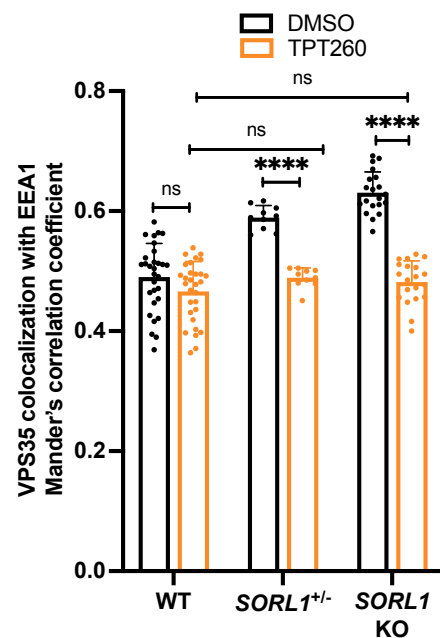 DMSO
TPT260
VPS35 colocalization with EEA1
Mander's correlation coefficient
0.8
0.6
0.4
0.2
0.0
ns
ns
ns
****
****
WT
SORL1+/-
SORL1
KO